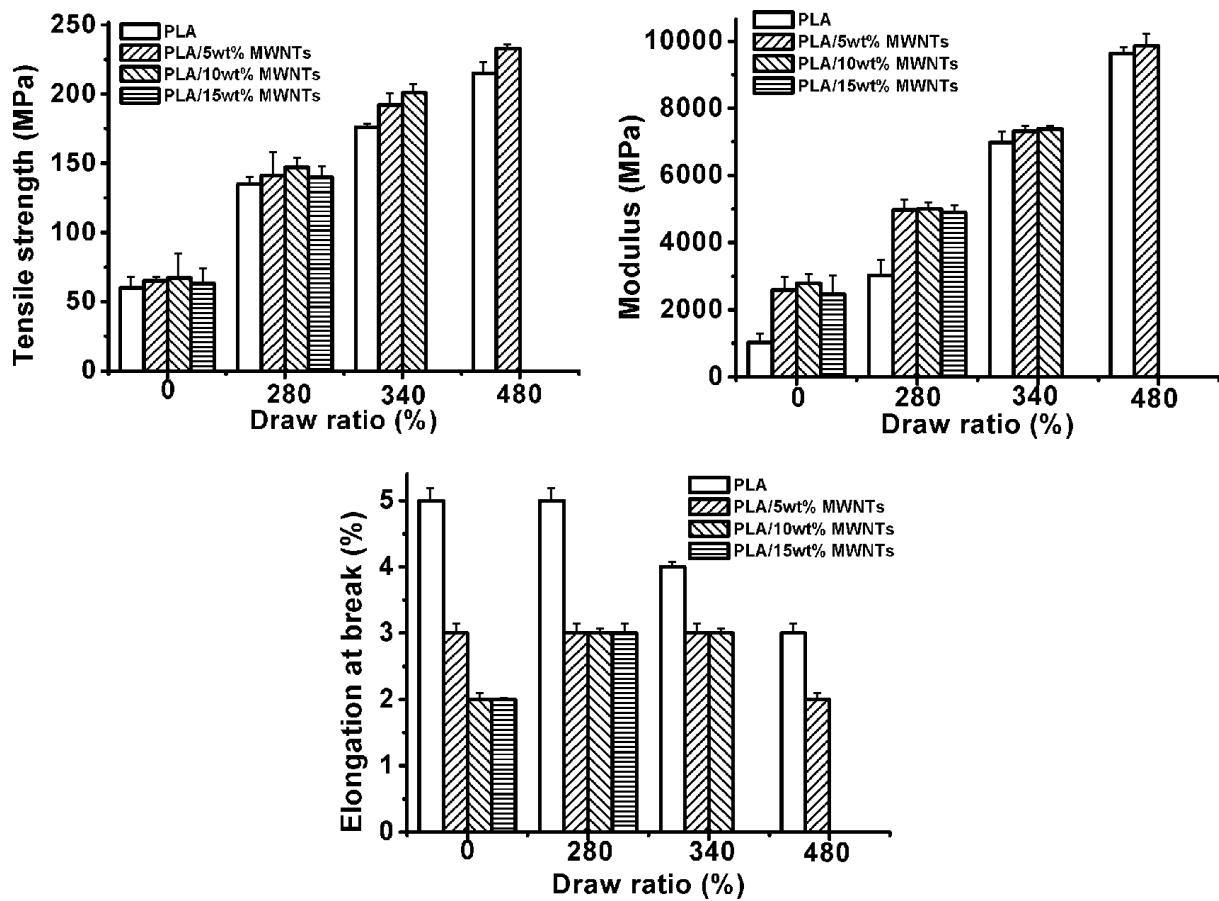 Tensile strength (MPa)
250
200
150
100
50
0
PLA
PLA/5wt% MWNTs
PLA/10wt% MWNTs
PLA/15wt% MWNTs
0 280 340 480
Draw ratio (%)
Modulus (MPa)
10000
8000
6000
4000
2000
0
PLA
PLA/5wt% MWNTs
PLA/10wt% MWNTs
PLA/15wt% MWNTs
0 280 340 480
Draw ratio (%)
Elongation at break (%)
5
4
3
2
1
0
PLA
PLA/5wt% MWNTs
PLA/10wt% MWNTs
PLA/15wt% MWNTs
0 280 340 480
Draw ratio (%)